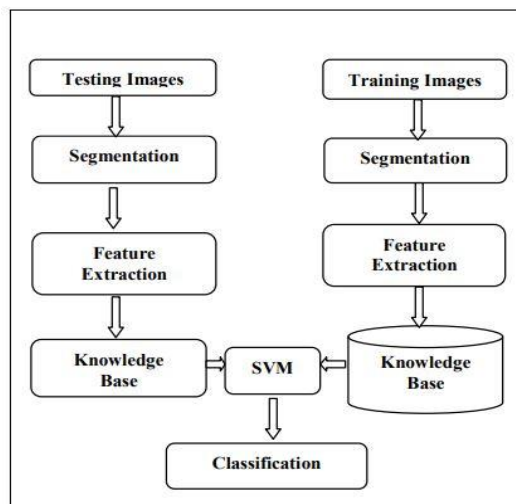 Testing Images
Training Images
Segmentation
Segmentation
Feature
Extraction
Feature
Extraction
Knowledge
Base
SVM
Knowledge
Base
Classification